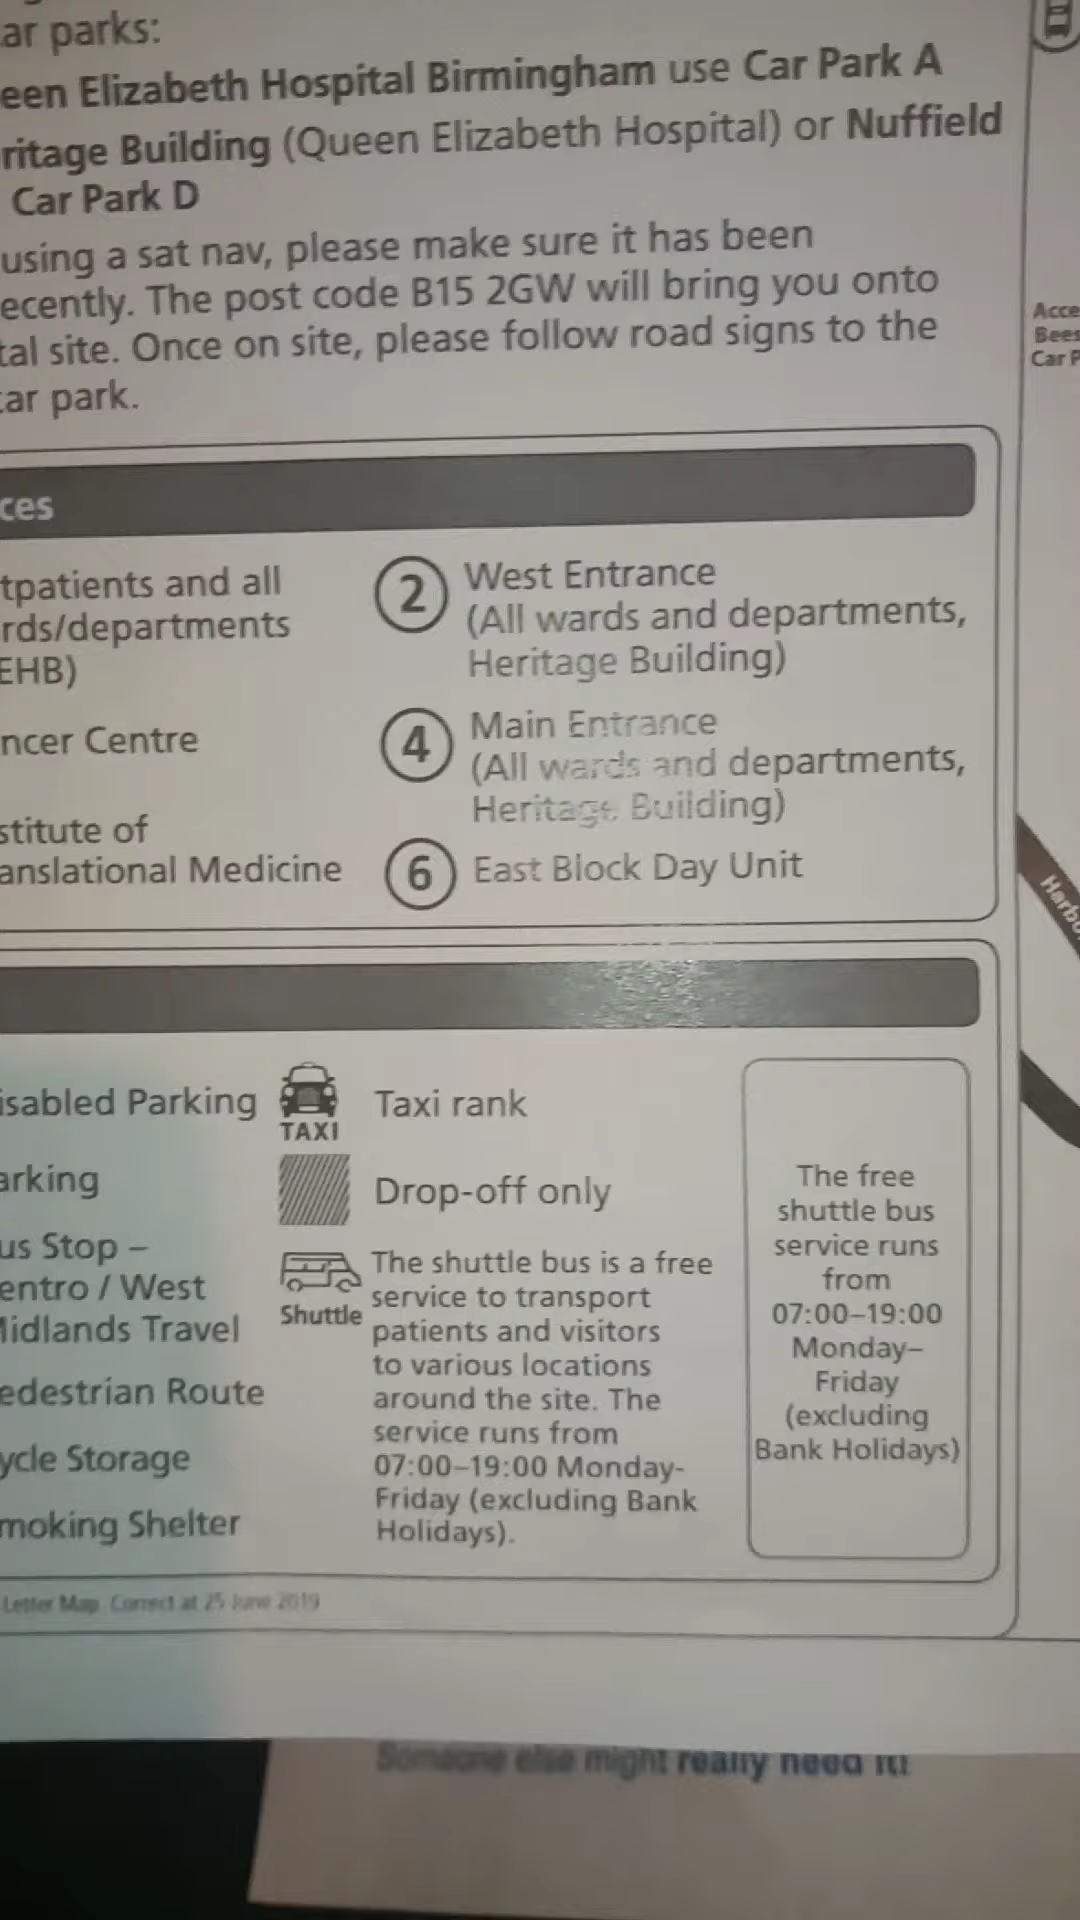 ar parks:
een Elizabeth Hospital Birmingham use Car Park A
ritage Building (Queen Elizabeth Hospital) or Nuffield
Car Park D
using a sat nav, please make sure it has been
ecently. The post code B15 2GW will bring you onto
tal site. Once on site, please follow road signs to the
car park.
ces
tpatients and all
rds/departments
EHB)
ncer Centre
stitute of
anslational Medicine
2 West Entrance
(All wards and departments,
Heritage Building)
4 Main Entrance
(All wards and departments,
Heritage Building)
6 East Block Day Unit
isabled Parking
arking
us Stop –
entro / West
Midlands Travel
edestrian Route
ycle Storage
moking Shelter
TAXI
Taxi rank
Drop-off only
Shuttle
The shuttle bus is a free
service to transport
patients and visitors
to various locations
around the site. The
service runs from
07:00–19:00 Monday-
Friday (excluding Bank
Holidays).
The free
shuttle bus
service runs
from
07:00–19:00
Monday–
Friday
(excluding
Bank Holidays)
Letter Map. Correct at 25 June 2019
Acce
Bees
Car P
Harbo
Someone else might really need it!